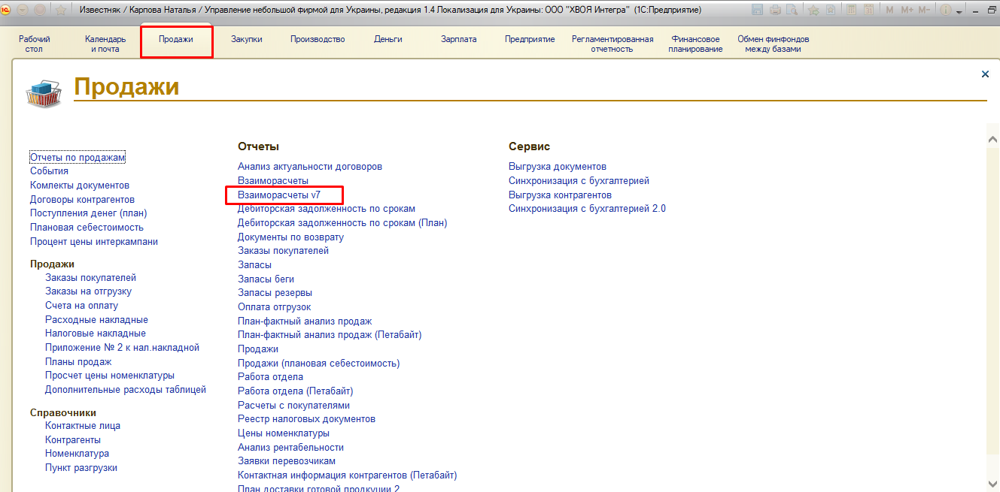 Известняк / Карпова Наталья / Управление небольшой фирмой для Украины, редакция 1.4 Локализация для Украины: ООО "ХВОЯ Интегра" (1С:Предприятие)
M M+ M-
Рабочий стол
Календарь и почта
Продажи
Закупки
Производство
Деньги
Зарплата
Предприятие
Регламентированная отчетность
Финансовое планирование
Обмен финфондов между базами
Продажи
Отчеты по продажам
События
Комлекты документов
Договоры контрагентов
Поступления денег (план)
Плановая себестоимость
Процент цены интеркампани
Продажи
Заказы покупателей
Заказы на отгрузку
Счета на оплату
Расходные накладные
Налоговые накладные
Приложение № 2 к нал.накладной
Планы продаж
Просчет цены номенклатуры
Дополнительные расходы таблицей
Справочники
Контактные лица
Контрагенты
Номенклатура
Пункт разгрузки
Отчеты
Анализ актуальности договоров
Взаиморасчеты
Взаиморасчеты v7
Дебиторская задолженность по срокам
Дебиторская задолженность по срокам (План)
Документы по возврату
Заказы покупателей
Запасы
Запасы беги
Запасы резервы
Оплата отгрузок
План-фактный анализ продаж
План-фактный анализ продаж (Петабайт)
Продажи
Продажи (плановая себестоимость)
Работа отдела
Работа отдела (Петабайт)
Расчеты с покупателями
Реестр налоговых документов
Цены номенклатуры
Анализ рентабельности
Заявки перевозчикам
Контактная информация контрагентов (Петабайт)
План доставки готовой продукции 2
Сервис
Выгрузка документов
Синхронизация с бухгалтерией
Выгрузка контрагентов
Синхронизация с бухгалтерией 2.0